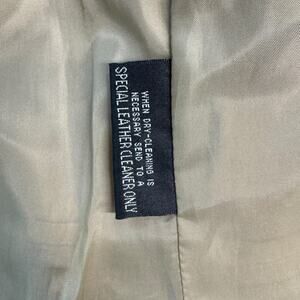 WHEN DRY-CLEANING IS
NECESSARY SEND TO A
SPECIAL LEATHER CLEANER ONLY